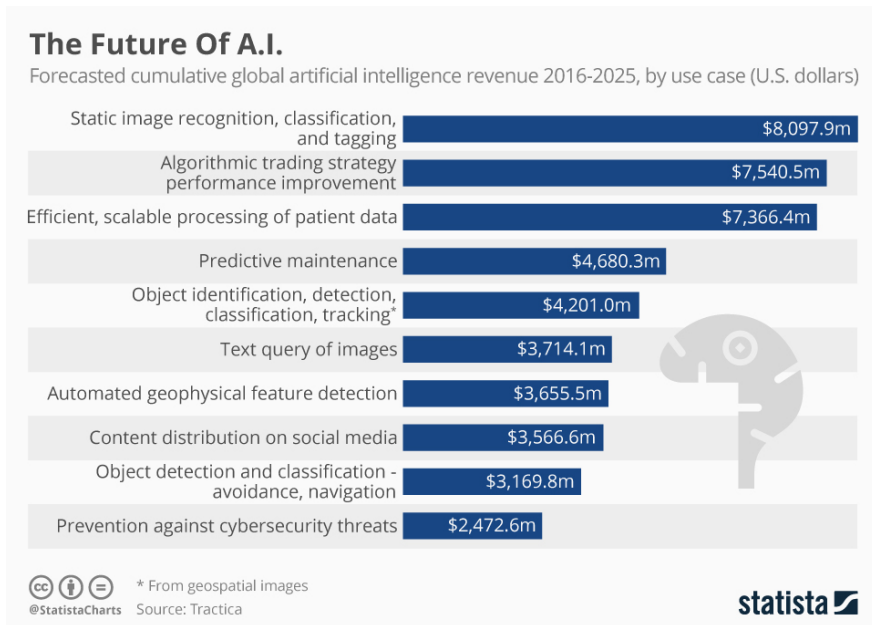 The Future Of A.I.
Forecasted cumulative global artificial intelligence revenue 2016-2025, by use case (U.S. dollars)
Static image recognition, classification,
and tagging
$8,097.9m
Algorithmic trading strategy
performance improvement
$7,540.5m
Efficient, scalable processing of patient data
$7,366.4m
Predictive maintenance
$4,680.3m
Object identification, detection,
classification, tracking*
$4,201.0m
Text query of images
$3,714.1m
Automated geophysical feature detection
$3,655.5m
Content distribution on social media
$3,566.6m
Object detection and classification -
avoidance, navigation
$3,169.8m
Prevention against cybersecurity threats
$2,472.6m
cc
* From geospatial images
@StatistaCharts
Source: Tractica
statista